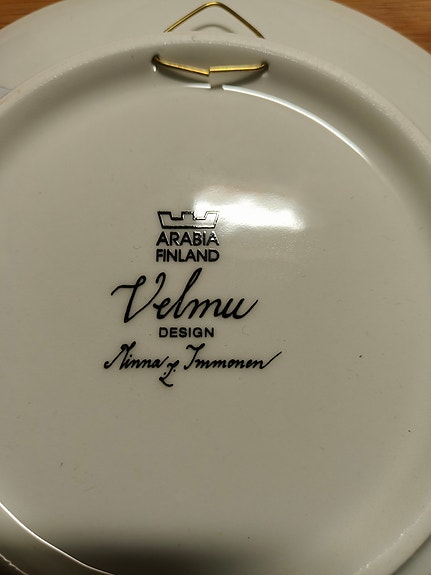 ARABIA
FINLAND
Velmu
DESIGN
Minna L. Immonen